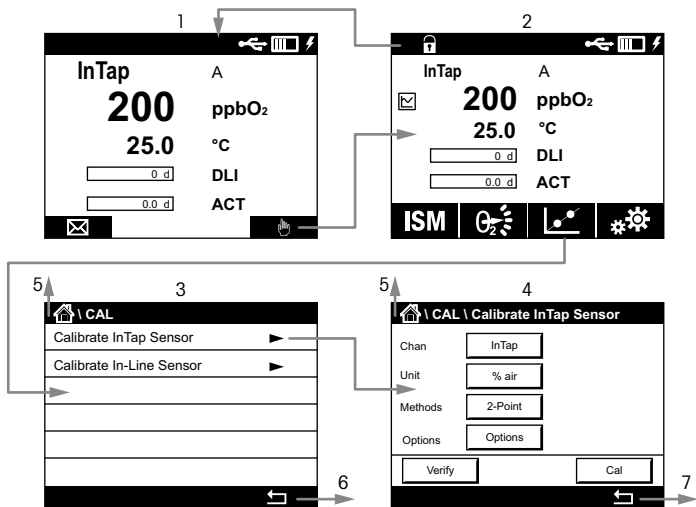 1
InTap A
200 ppbO2
25.0 °C
0 d DLI
0.0 d ACT
2
InTap A
200 ppbO2
25.0 °C
0 d DLI
0.0 d ACT
ISM O2
5
3
\ CAL
Calibrate InTap Sensor
Calibrate In-Line Sensor
6
5
4
\ CAL \ Calibrate InTap Sensor
Chan InTap
Unit % air
Methods 2-Point
Options Options
Verify Cal
7